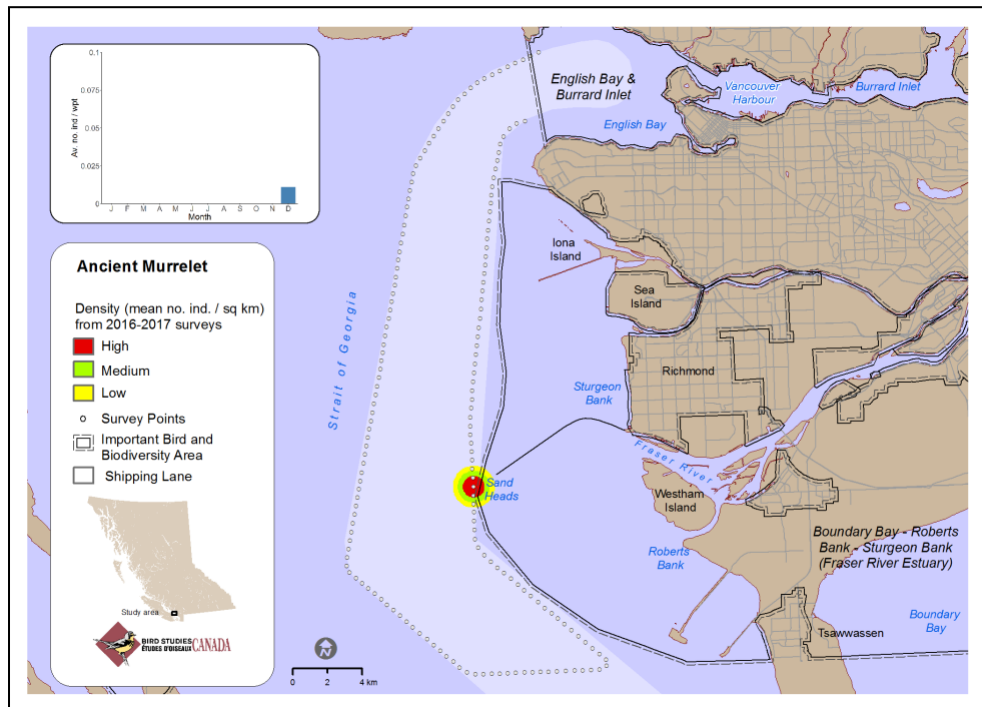 0.1
0.075
0.05
0.025
0
Av. no. ind / wpt
J F M A M J J A S O N D
Month
Ancient Murrelet
Density (mean no. ind. / sq km)
from 2016-2017 surveys
High
Medium
Low
Survey Points
Important Bird and
Biodiversity Area
Shipping Lane
Study area
BIRD STUDIES
ÉTUDES D'OISEAUX
CANADA
N
0 2 4 km
Strait of Georgia
English Bay &
Burrard Inlet
English Bay
Vancouver
Harbour
Burrard Inlet
Iona
Island
Sea
Island
Richmond
Sturgeon
Bank
Fraser River
Sand
Heads
Westham
Island
Roberts
Bank
Boundary Bay - Roberts
Bank - Sturgeon Bank
(Fraser River Estuary)
Boundary
Bay
Tsawwassen